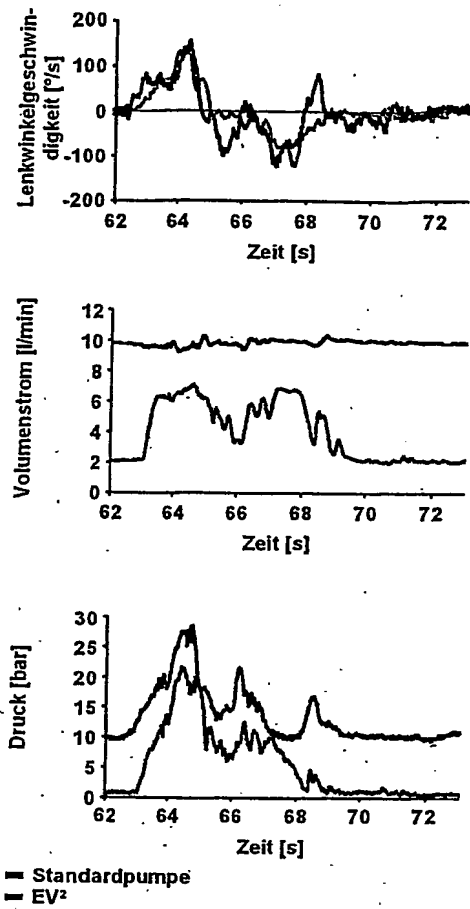 Lenkwinkelgeschwin-
digkeit [°/s]
200
100
0
-100
-200
62 64 66 68 70 72
Zeit [s]
Volumenstrom [l/min]
12
10
8
6
4
2
0
62 64 66 68 70 72
Zeit [s]
Druck [bar]
30
25
20
15
10
5
0
62 64 66 68 70 72
Zeit [s]
Standardpumpe
EV²